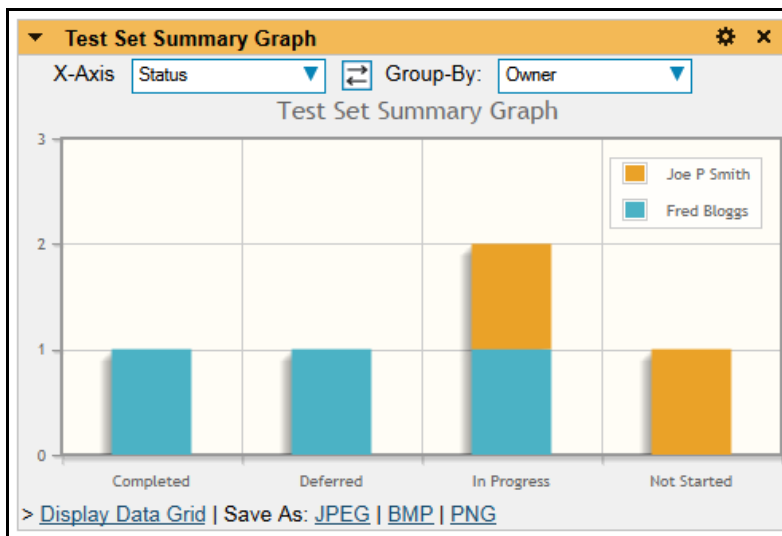 Test Set Summary Graph
X-Axis Status Group-By: Owner
Test Set Summary Graph
3
Joe P Smith
Fred Bloggs
2
1
0
Completed Deferred In Progress Not Started
> Display Data Grid | Save As: JPEG | BMP | PNG